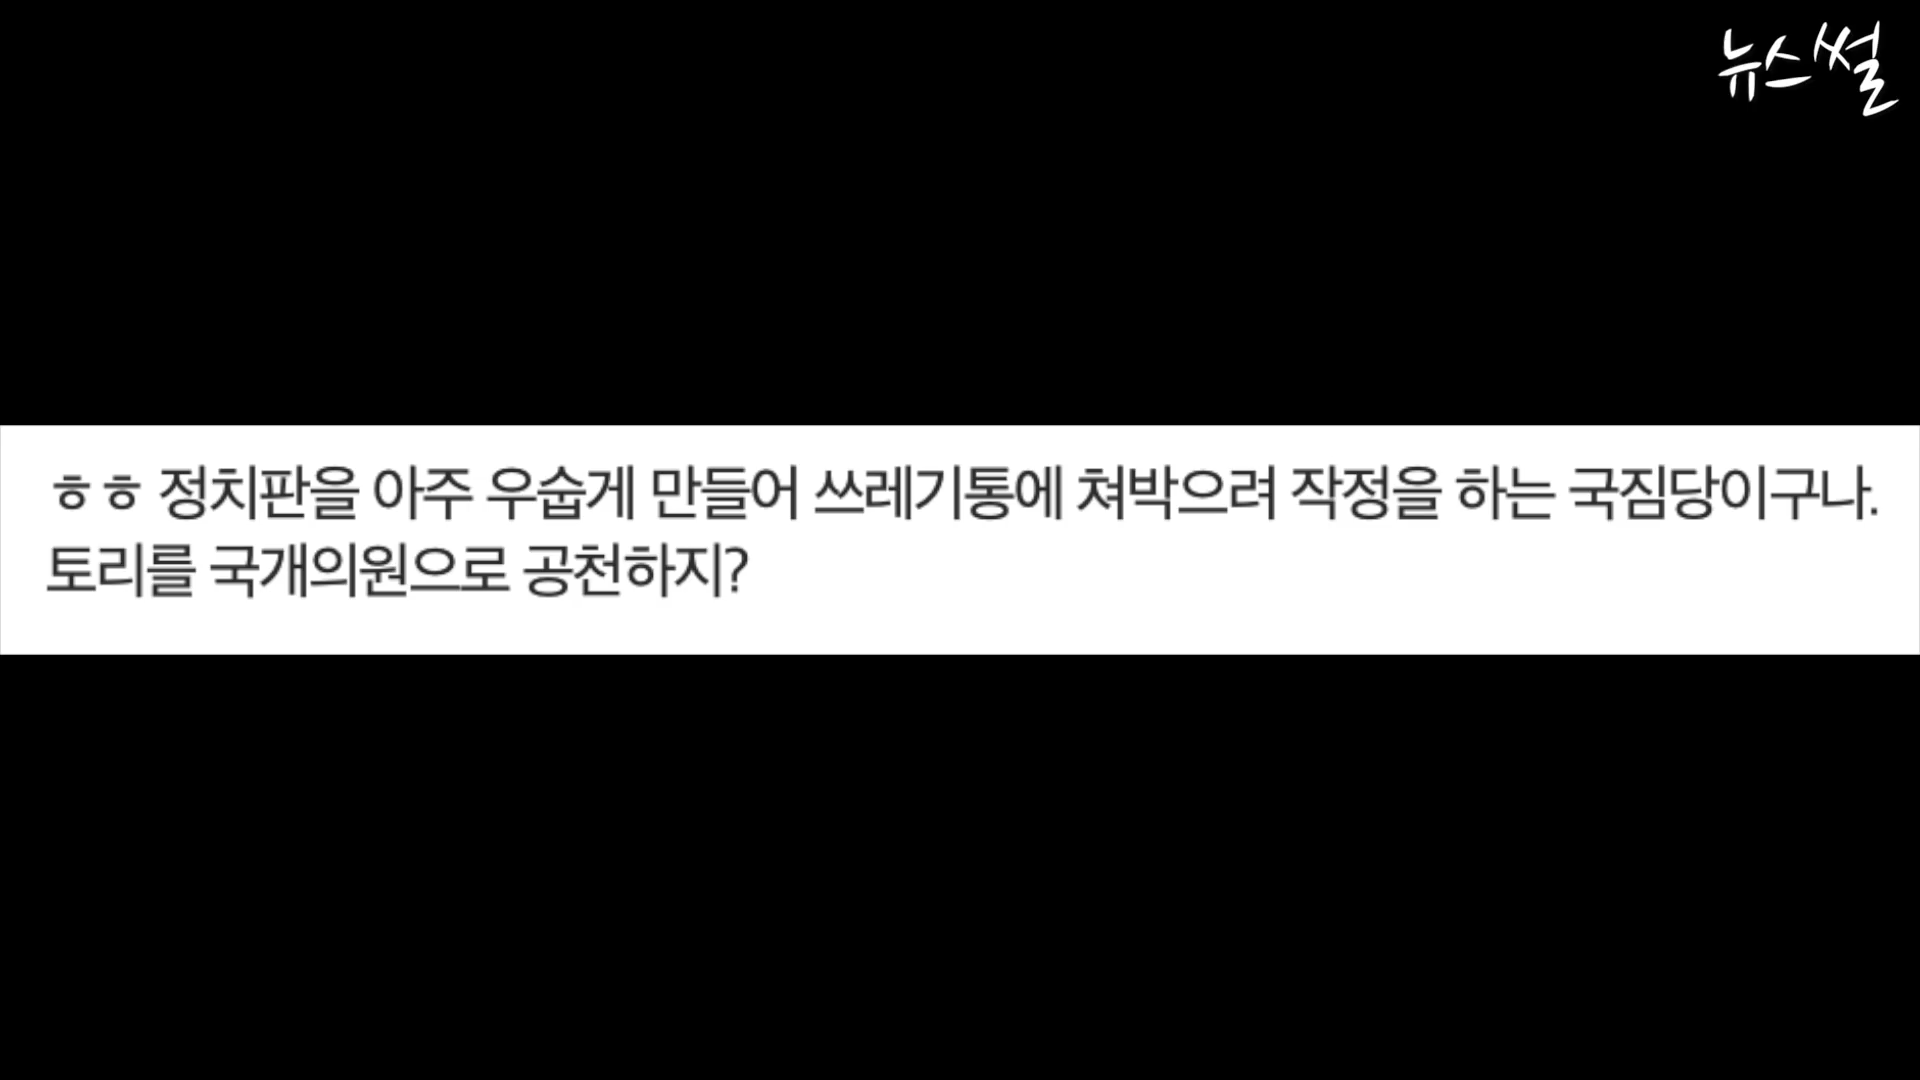 뉴스썰
ㅎㅎ 정치판을 아주 우습게 만들어 쓰레기통에 쳐박으려 작정을 하는 국짐당이구나.
토리를 국개의원으로 공천하지?